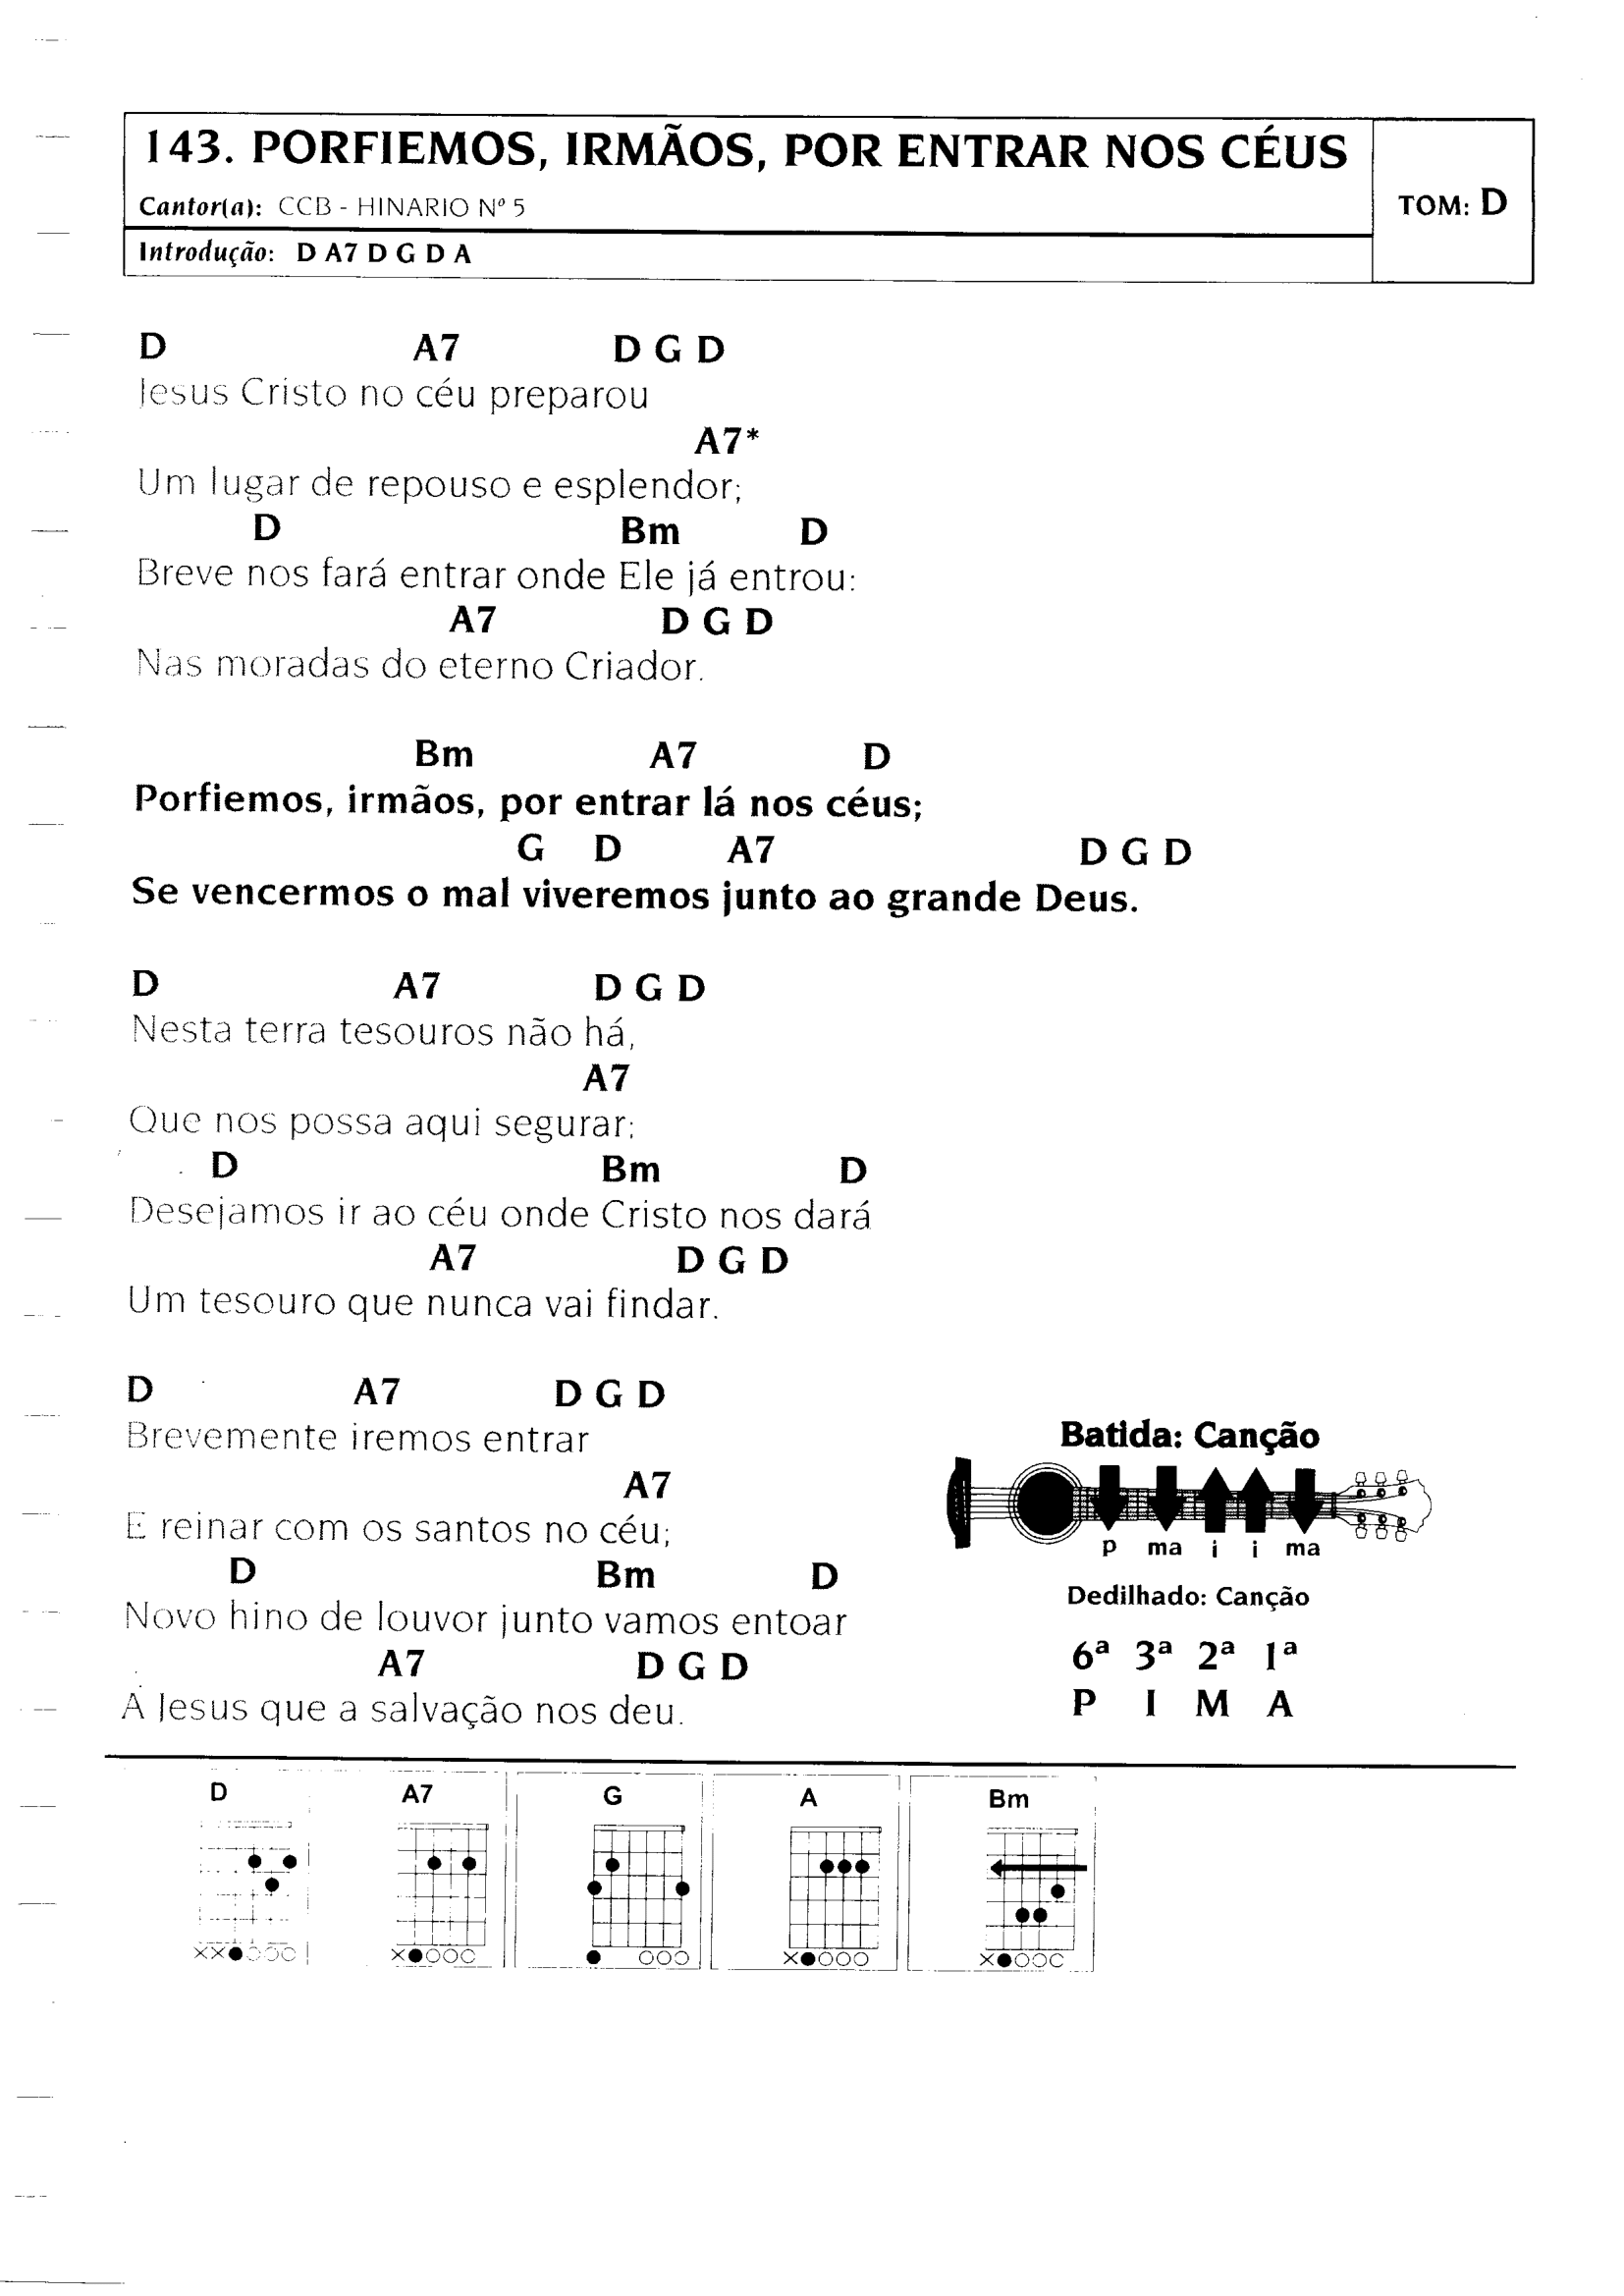 143. PORFIEMOS, IRMÃOS, POR ENTRAR NOS CÉUS
Cantor(a): CCB - HINARIO Nº 5
TOM: D
Introdução: D A7 D G D A
D A7 D G D
Jesus Cristo no céu preparou
A7*
Um lugar de repouso e esplendor;
D Bm D
Breve nos fará entrar onde Ele já entrou:
A7 D G D
Nas moradas do eterno Criador.
Bm A7 D
Porfiemos, irmãos, por entrar lá nos céus;
G D A7 D G D
Se vencermos o mal viveremos junto ao grande Deus.
D A7 D G D
Nesta terra tesouros não há,
A7
Que nos possa aqui segurar;
D Bm D
Desejamos ir ao céu onde Cristo nos dará
A7 D G D
Um tesouro que nunca vai findar.
D A7 D G D
Brevemente iremos entrar
A7
E reinar com os santos no céu;
D Bm D
Novo hino de louvor junto vamos entoar
A7 D G D
A Jesus que a salvação nos deu.
Batida: Canção
p ma i i ma
Dedilhado: Canção
6ª 3ª 2ª 1ª
P I M A
D A7 G A Bm